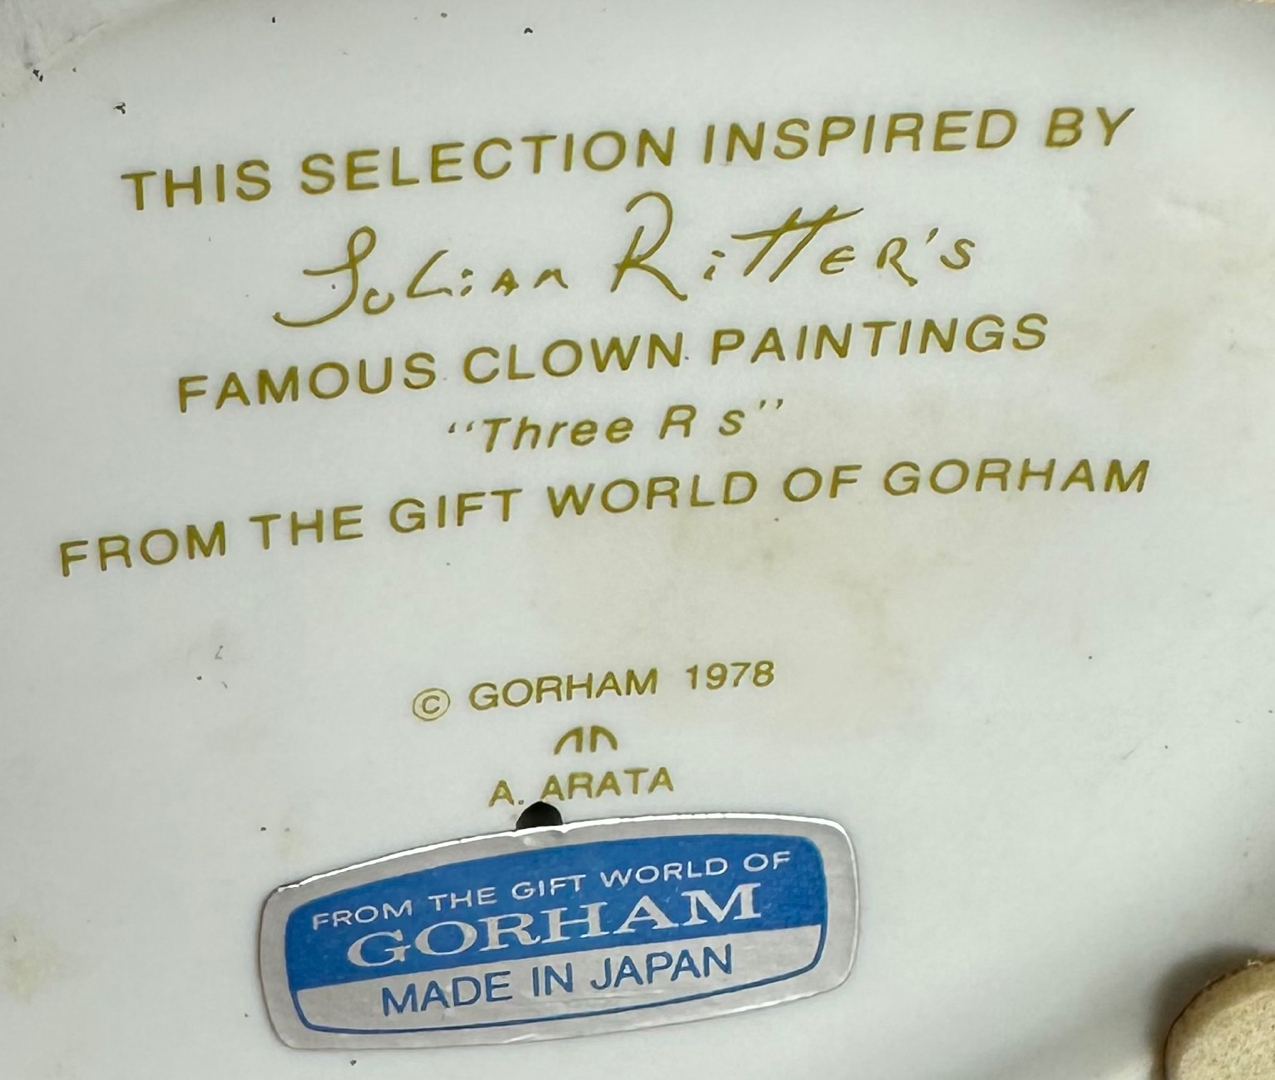 THIS SELECTION INSPIRED BY
Julian Ritter's
FAMOUS CLOWN PAINTINGS
“Three R s”
FROM THE GIFT WORLD OF GORHAM
© GORHAM 1978
A. ARATA
FROM THE GIFT WORLD OF
GORHAM
MADE IN JAPAN